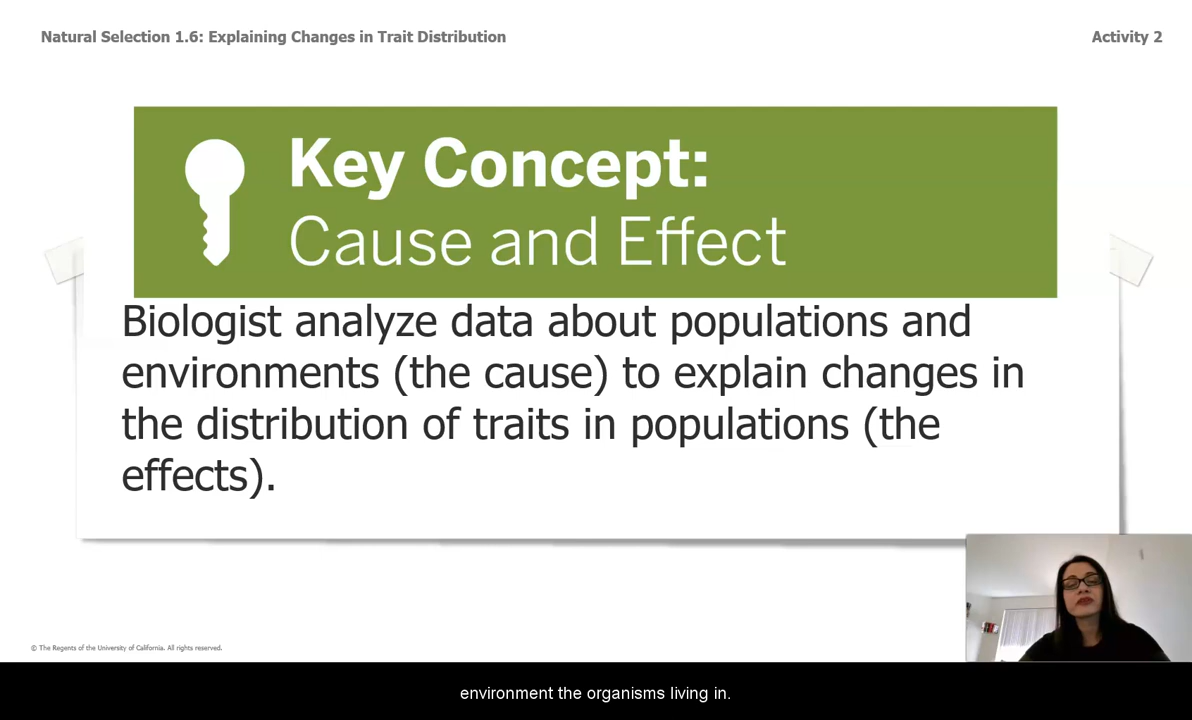 Natural Selection 1.6: Explaining Changes in Trait Distribution
Activity 2
Key Concept:
Cause and Effect
Biologist analyze data about populations and
environments (the cause) to explain changes in
the distribution of traits in populations (the
effects).
© The Regents of the University of California. All rights reserved.
environment the organisms living in.